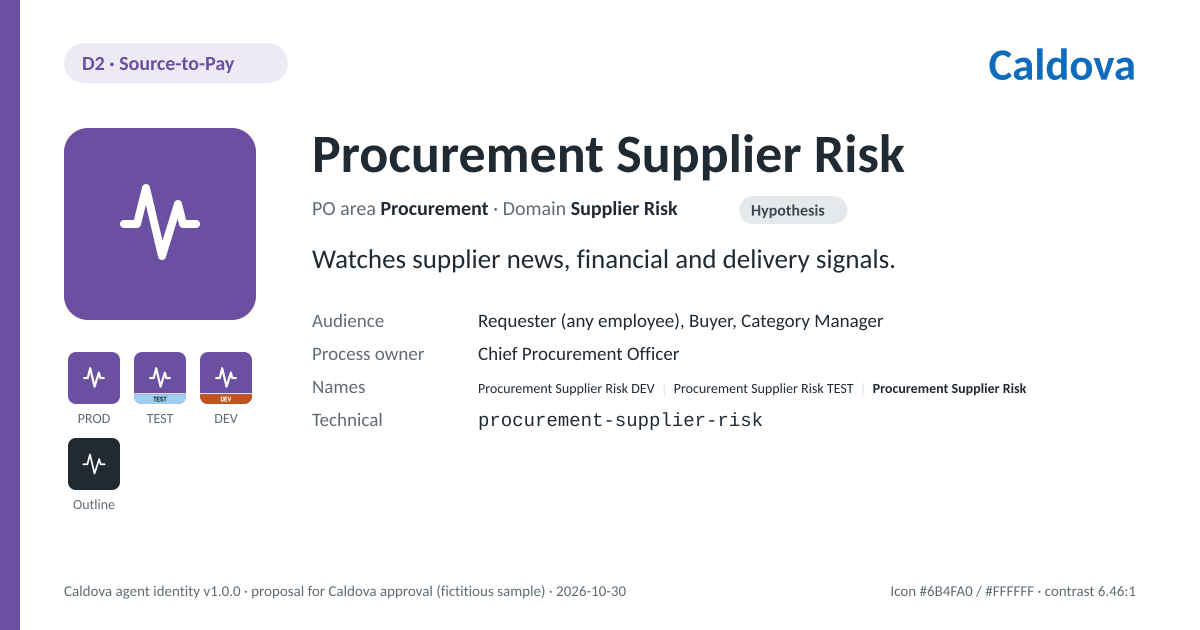 D2 · Source-to-Pay
Caldova
Procurement Supplier Risk
PO area Procurement · Domain Supplier Risk
Hypothesis
Watches supplier news, financial and delivery signals.
Audience Requester (any employee), Buyer, Category Manager
Process owner Chief Procurement Officer
Names Procurement Supplier Risk DEV | Procurement Supplier Risk TEST | Procurement Supplier Risk
Technical procurement-supplier-risk
TEST
DEV
PROD TEST DEV
Outline
Caldova agent identity v1.0.0 · proposal for Caldova approval (fictitious sample) · 2026-10-30
Icon #6B4FA0 / #FFFFFF · contrast 6.46:1